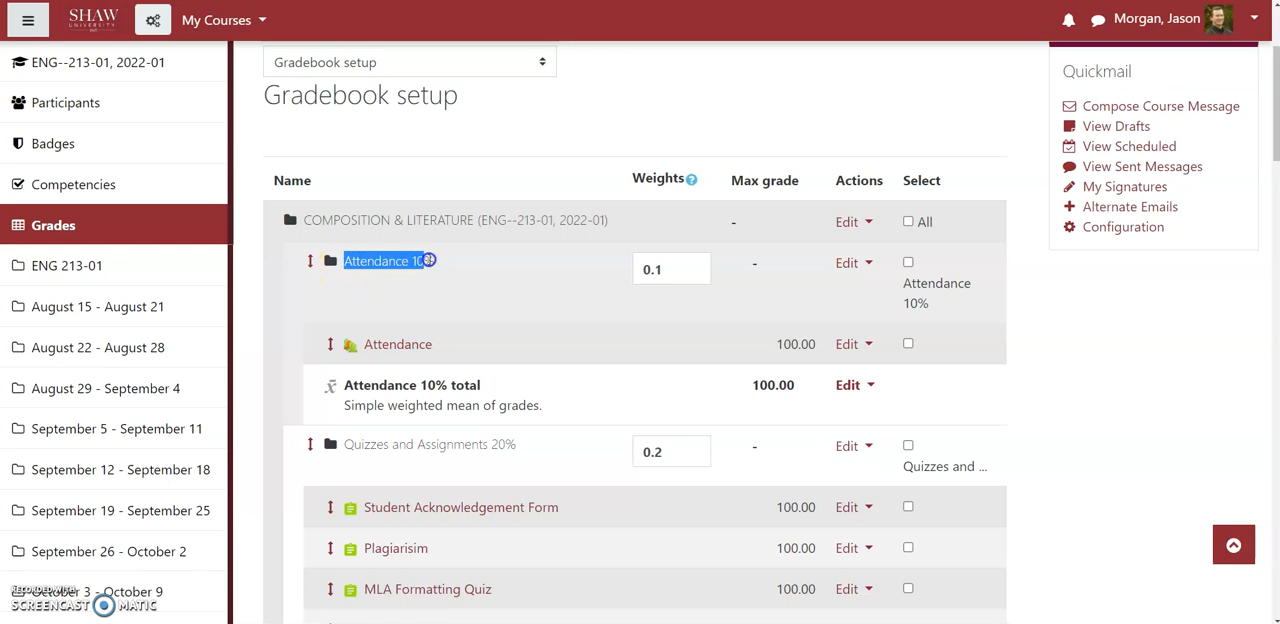 SHAW
UNIVERSITY
My Courses
Morgan, Jason
ENG--213-01, 2022-01
Participants
Badges
Competencies
Grades
ENG 213-01
August 15 - August 21
August 22 - August 28
August 29 - September 4
September 5 - September 11
September 12 - September 18
September 19 - September 25
September 26 - October 2
October 3 - October 9
RECORDED WITH
SCREENCAST MATIC
Gradebook setup
Gradebook setup
Name Weights Max grade Actions Select
COMPOSITION & LITERATURE (ENG--213-01, 2022-01) - Edit All
Attendance 10% 0.1 - Edit
Attendance
10%
Attendance 100.00 Edit
Attendance 10% total 100.00 Edit
Simple weighted mean of grades.
Quizzes and Assignments 20% 0.2 - Edit
Quizzes and ...
Student Acknowledgement Form 100.00 Edit
Plagiarisim 100.00 Edit
MLA Formatting Quiz 100.00 Edit
Quickmail
Compose Course Message
View Drafts
View Scheduled
View Sent Messages
My Signatures
Alternate Emails
Configuration